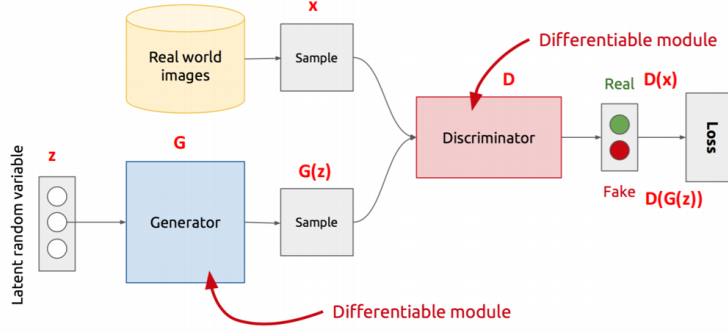 x
Real world
images
Sample
Differentiable module
D
Real
D(x)
Discriminator
Loss
Fake
D(G(z))
Latent random variable
z
G
Generator
G(z)
Sample
Differentiable module